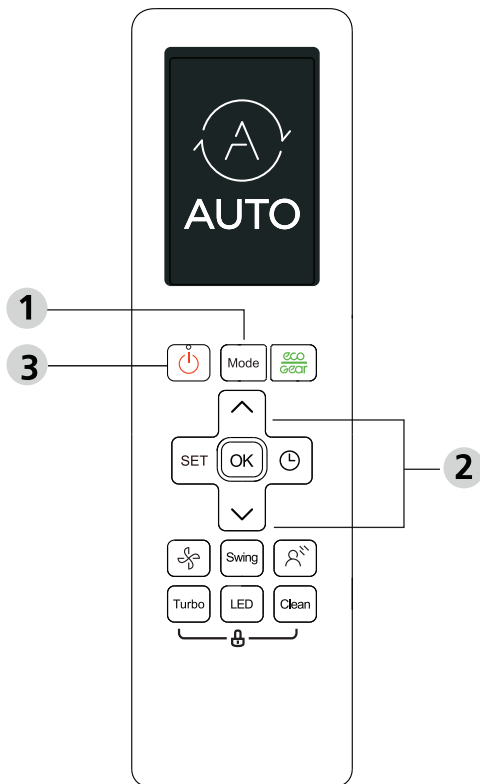 A
AUTO
1
3
Mode
eco
Gear
SET
OK
2
Swing
Turbo
LED
Clean